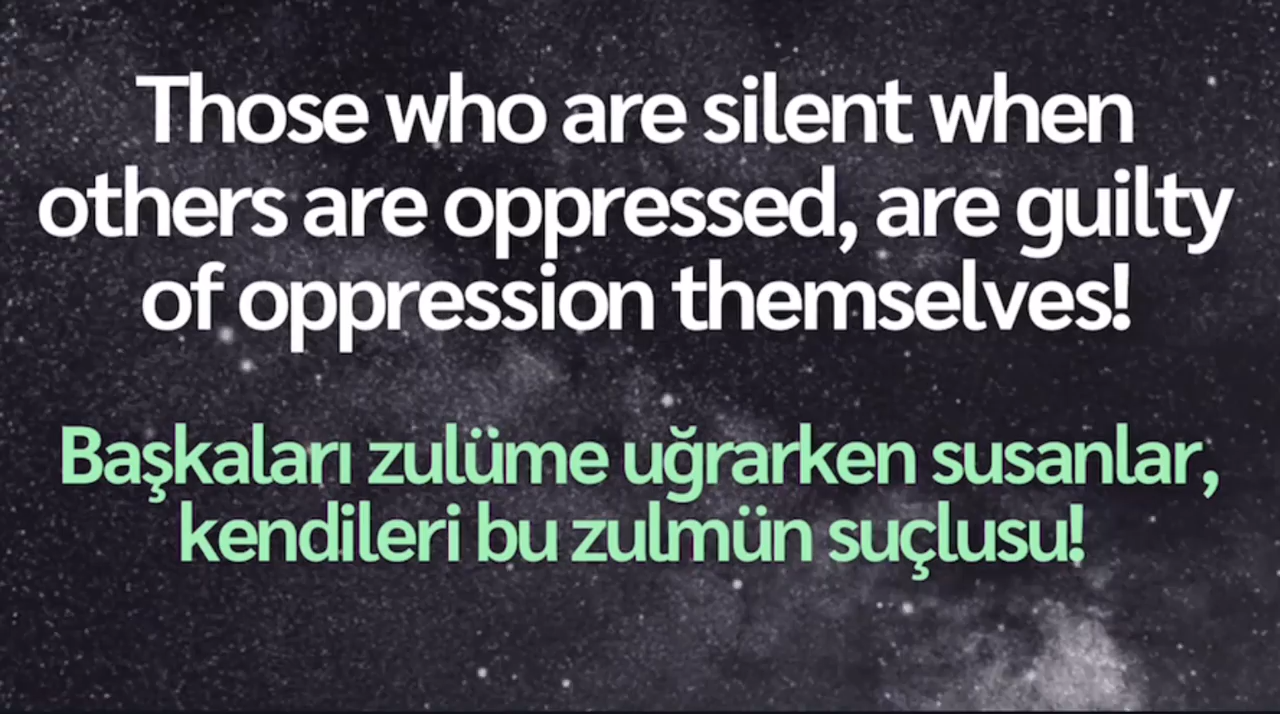 Those who are silent when
others are oppressed, are guilty
of oppression themselves!
Başkaları zulüme uğrarken susanlar,
kendileri bu zulmün suçlusu!